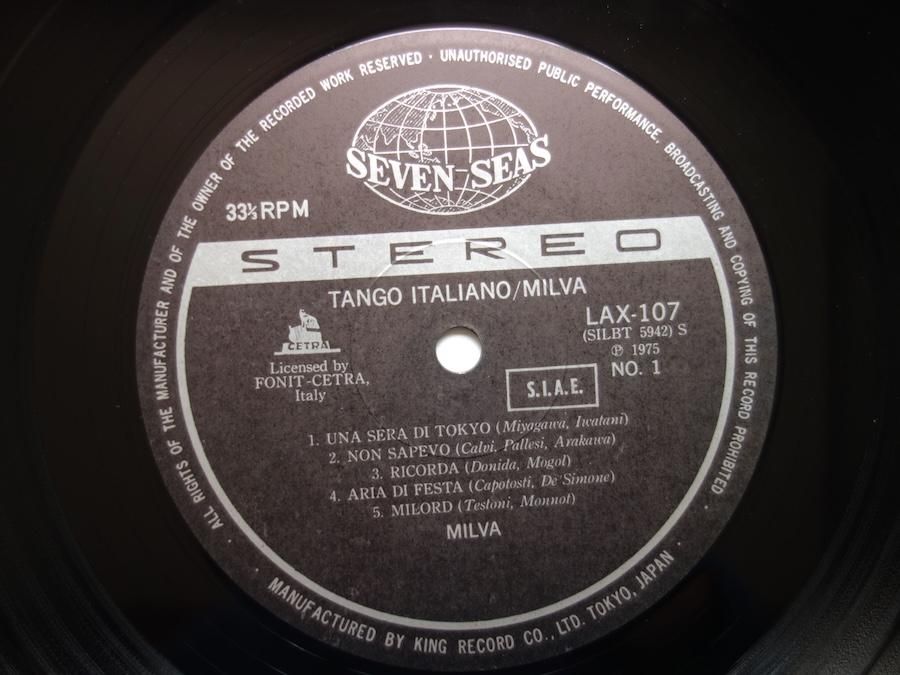 ALL RIGHTS OF THE MANUFACTURER AND OF THE OWNER OF THE RECORDED WORK RESERVED · UNAUTHORISED PUBLIC PERFORMANCE, BROADCASTING AND COPYING OF THIS RECORD PROHIBITED
SEVEN SEAS
33⅓ RPM
STEREO
TANGO ITALIANO/MILVA
CETRA
Licensed by
FONIT-CETRA,
Italy
LAX-107
(SILBT 5942) S
℗ 1975
NO. 1
S.I.A.E.
1. UNA SERA DI TOKYO (Miyagawa, Iwatani)
2. NON SAPEVO (Calvi, Pallesi, Arakawa)
3. RICORDA (Donida, Mogol)
4. ARIA DI FESTA (Capotosti, De Simone)
5. MILORD (Testoni, Monnot)
MILVA
MANUFACTURED BY KING RECORD CO., LTD. TOKYO, JAPAN ·